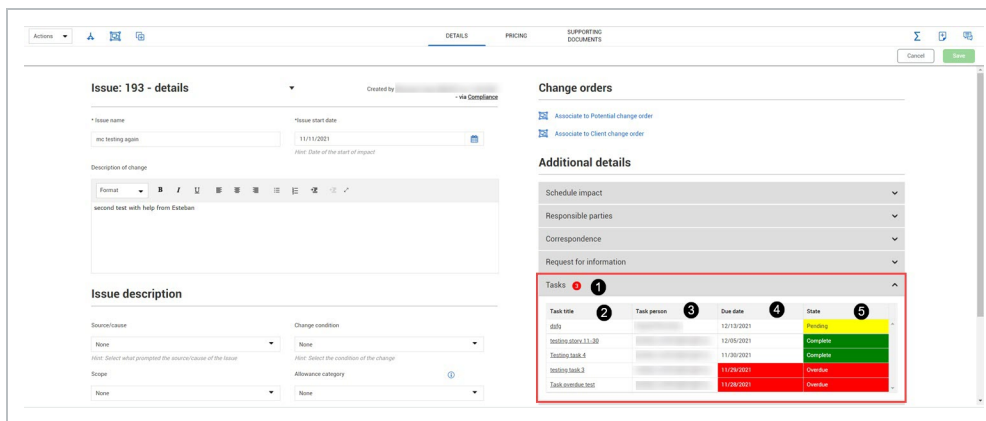 Actions
DETAILS
PRICING
SUPPORTING
DOCUMENTS
Cancel
Save
Issue: 193 - details
Created by
- via Compliance
* Issue name
*Issue start date
mc testing again
11/11/2021
Hint: Date of the start of impact
Description of change
Format
B I U
second test with help from Esteban
Issue description
Source/cause
Change condition
None
None
Hint: Select what prompted the source/cause of the Issue
Hint: Select the condition of the change
Scope
Allowance category
None
None
Change orders
Associate to Potential change order
Associate to Client change order
Additional details
Schedule impact
Responsible parties
Correspondence
Request for information
Tasks 3 1
Task title 2 Task person 3 Due date 4 State 5
dsfg 12/13/2021 Pending
testing story 11-30 12/05/2021 Complete
Testing task 4 11/30/2021 Complete
testing task 3 11/29/2021 Overdue
Task overdue test 11/28/2021 Overdue